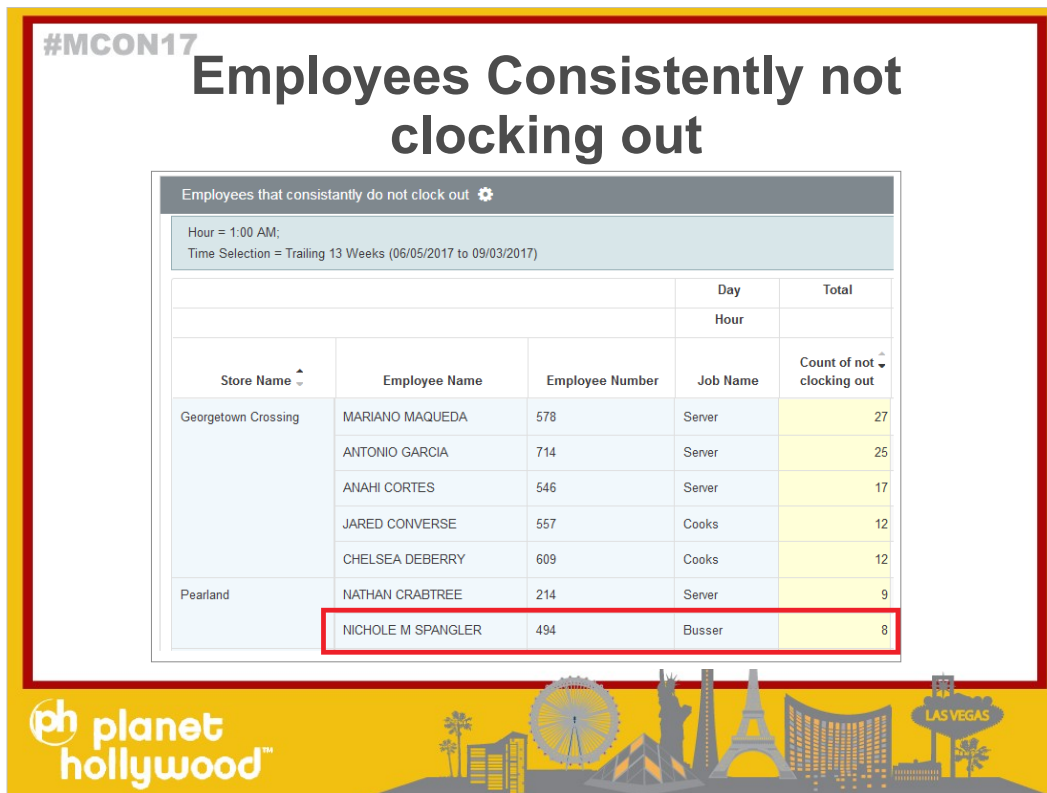 #MCON17
Employees Consistently not
clocking out
Employees that consistantly do not clock out
Hour = 1:00 AM;
Time Selection = Trailing 13 Weeks (06/05/2017 to 09/03/2017)
Day Total
Hour
Store Name Employee Name Employee Number Job Name Count of not
clocking out
Georgetown Crossing MARIANO MAQUEDA 578 Server 27
ANTONIO GARCIA 714 Server 25
ANAHI CORTES 546 Server 17
JARED CONVERSE 557 Cooks 12
CHELSEA DEBERRY 609 Cooks 12
Pearland NATHAN CRABTREE 214 Server 9
NICHOLE M SPANGLER 494 Busser 8
ph planet
hollywood™
LAS VEGAS